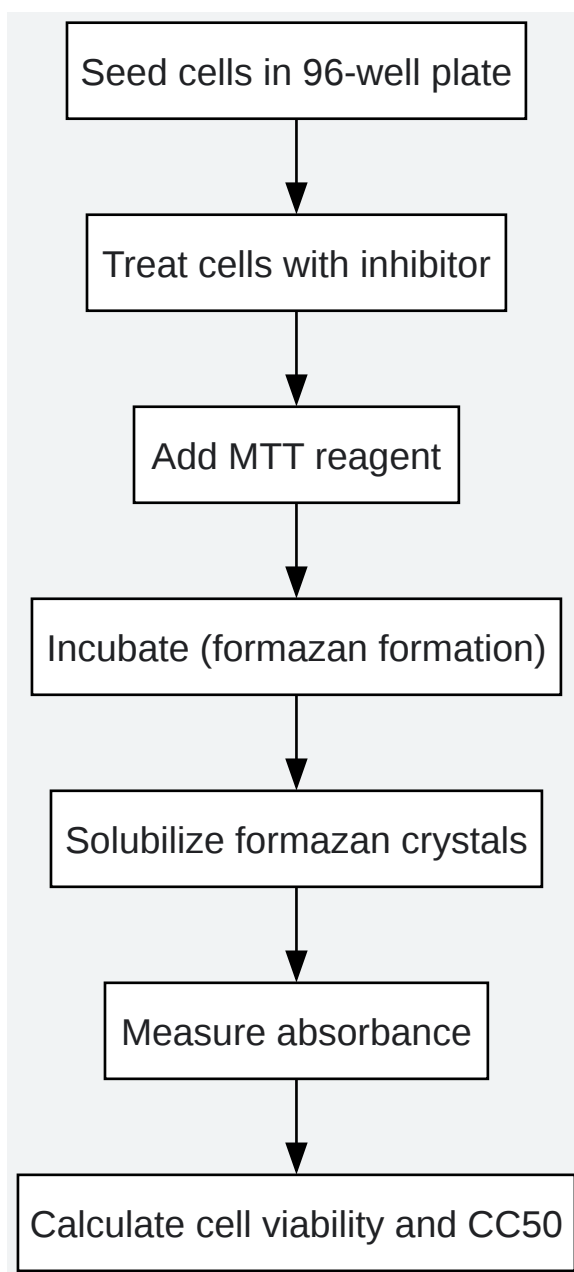 Seed cells in 96-well plate
Treat cells with inhibitor
Add MTT reagent
Incubate (formazan formation)
Solubilize formazan crystals
Measure absorbance
Calculate cell viability and CC50